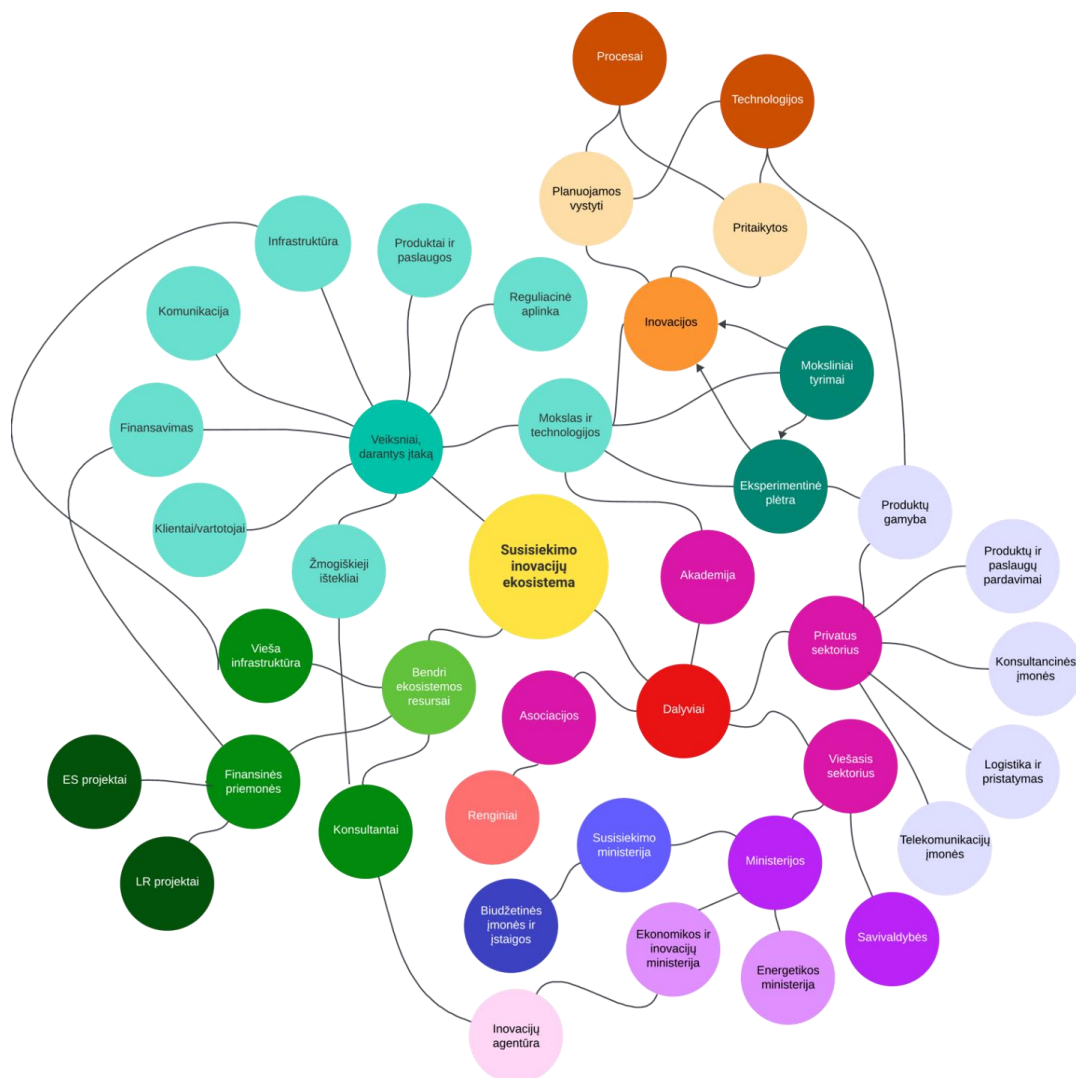 Procesai
Technologijos
Planuojamos
vystyti
Pritaikytos
Infrastruktūra
Produktai ir
paslaugos
Reguliacinė
aplinka
Komunikacija
Inovacijos
Moksliniai
tyrimai
Finansavimas
Veiksniai,
darantys įtaką
Mokslas ir
technologijos
Eksperimentinė
plėtra
Produktų
gamyba
Klientai/vartotojai
Žmogiškieji
ištekliai
Susisiekimo
inovacijų
ekosistema
Akademija
Produktų ir
paslaugų
pardavimai
Vieša
infrastruktūra
Bendri
ekosistemos
resursai
Privatus
sektorius
Konsultancinės
įmonės
Asociacijos
Dalyviai
ES projektai
Finansinės
priemonės
Viešasis
sektorius
Logistika ir
pristatymas
Konsultantai
Renginiai
Susisiekimo
ministerija
Ministerijos
Telekomunikacijų
įmonės
LR projektai
Biudžetinės
įmonės ir
įstaigos
Ekonomikos ir
inovacijų
ministerija
Energetikos
ministerija
Savivaldybės
Inovacijų
agentūra